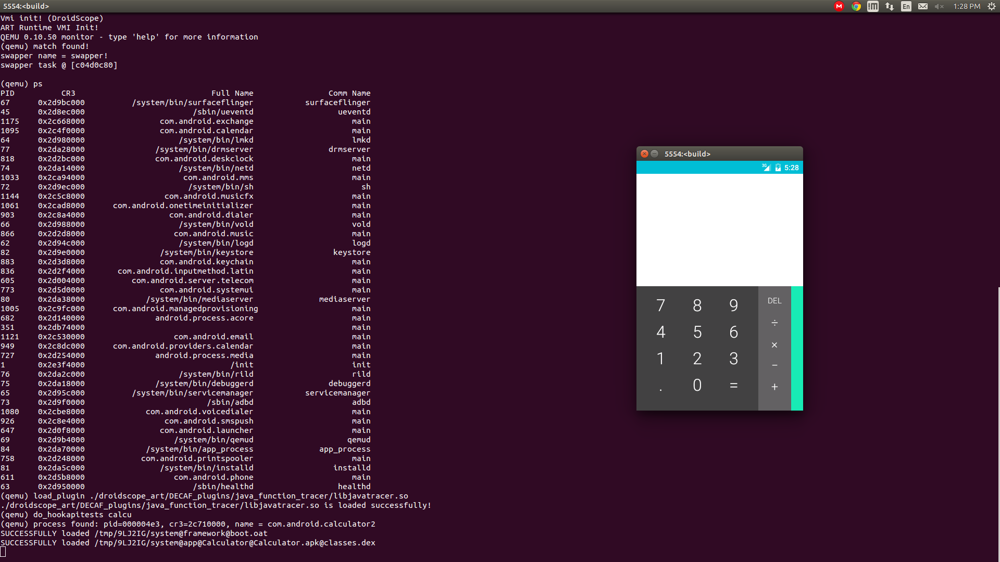 5554:<build>
M !M En 1:28 PM
Vmi init! (DroidScope)
ART Runtime VMI Init!
QEMU 0.10.50 monitor - type 'help' for more information
(qemu) match found!
swapper name = swapper!
swapper task @ [c04d0c80]
(qemu) ps
PID CR3 Full Name Comm Name
67 0x2d9bc000 /system/bin/surfaceflinger surfaceflinger
45 0x2d8ec000 /sbin/ueventd ueventd
1175 0x2c668000 com.android.exchange main
1095 0x2c4f0000 com.android.calendar main
64 0x2d980000 /system/bin/lmkd lmkd
77 0x2da28000 /system/bin/drmserver drmserver
818 0x2d2bc000 com.android.deskclock main
74 0x2da14000 /system/bin/netd netd
1033 0x2ca94000 com.android.mms main
72 0x2d9ec000 /system/bin/sh sh
1144 0x2c5c8000 com.android.musicfx main
1061 0x2cad8000 com.android.onetimeinitializer main
903 0x2c8a4000 com.android.dialer main
66 0x2d988000 /system/bin/vold vold
866 0x2d2d8000 com.android.music main
62 0x2d94c000 /system/bin/logd logd
82 0x2d9e0000 /system/bin/keystore keystore
883 0x2d3d8000 com.android.keychain main
836 0x2d2f4000 com.android.inputmethod.latin main
605 0x2d004000 com.android.server.telecom main
773 0x2d5d0000 com.android.systemui main
80 0x2da38000 /system/bin/mediaserver mediaserver
1005 0x2c9fc000 com.android.managedprovisioning main
682 0x2d140000 android.process.acore main
351 0x2db74000 main
1121 0x2c530000 com.android.email main
949 0x2c8dc000 com.android.providers.calendar main
727 0x2d254000 android.process.media main
1 0x2e3f4000 /init init
76 0x2da2c000 /system/bin/rild rild
75 0x2da18000 /system/bin/debuggerd debuggerd
65 0x2d95c000 /system/bin/servicemanager servicemanager
73 0x2d9f0000 /sbin/adbd adbd
1080 0x2cbe8000 com.android.voicedialer main
926 0x2c8e4000 com.android.smspush main
647 0x2d0f8000 com.android.launcher main
69 0x2d9b4000 /system/bin/qemud qemud
84 0x2da70000 /system/bin/app_process app_process
758 0x2d248000 com.android.printspooler main
81 0x2da5c000 /system/bin/installd installd
611 0x2d5b8000 com.android.phone main
63 0x2d950000 /sbin/healthd healthd
(qemu) load_plugin ./droidscope_art/DECAF_plugins/java_function_tracer/libjavatracer.so
./droidscope_art/DECAF_plugins/java_function_tracer/libjavatracer.so is loaded successfully!
(qemu) do_hookapitests calcu
(qemu) process found: pid=000004e3, cr3=2c710000, name = com.android.calculator2
SUCCESSFULLY loaded /tmp/9LJ2IG/system@framework@boot.oat
SUCCESSFULLY loaded /tmp/9LJ2IG/system@app@Calculator@Calculator.apk@classes.dex
5554:<build>
3G 5:28
7 8 9 DEL
÷
4 5 6
×
1 2 3
−
. 0 = +